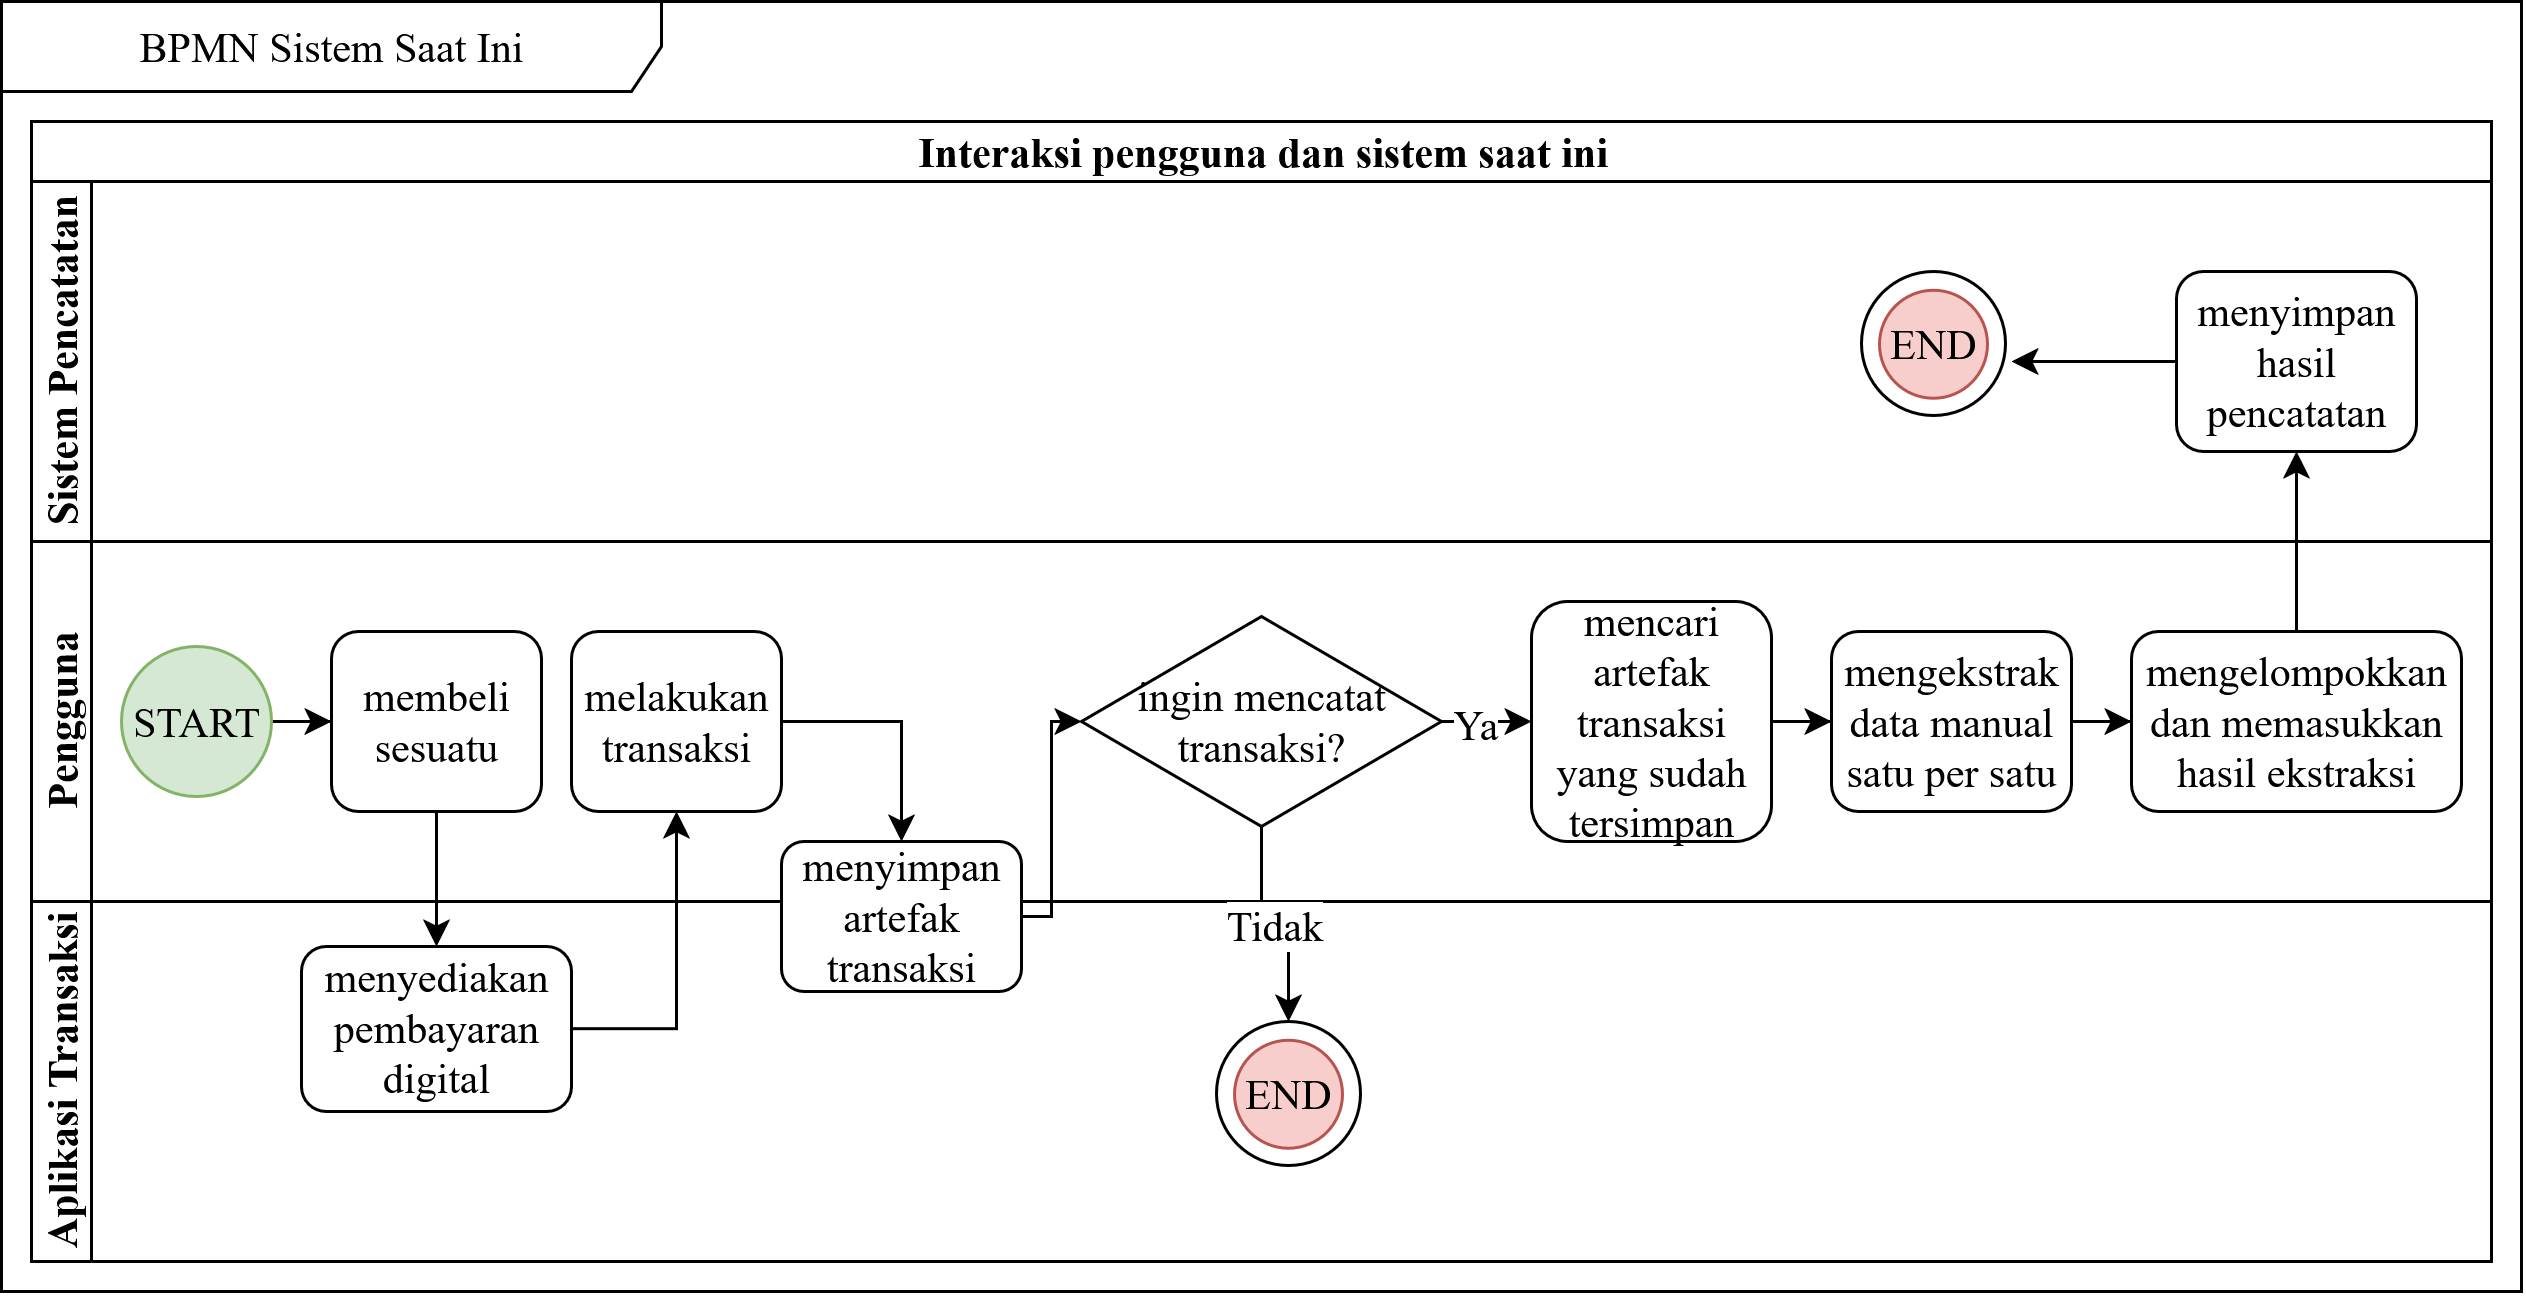 BPMN Sistem Saat Ini
Interaksi pengguna dan sistem saat ini
Sistem Pencatatan
END
menyimpan
hasil
pencatatan
Pengguna
START
membeli
sesuatu
melakukan
transaksi
menyimpan
artefak
transaksi
ingin mencatat
transaksi?
Ya
mencari
artefak
transaksi
yang sudah
tersimpan
mengekstrak
data manual
satu per satu
mengelompokkan
dan memasukkan
hasil ekstraksi
Aplikasi Transaksi
menyediakan
pembayaran
digital
Tidak
END